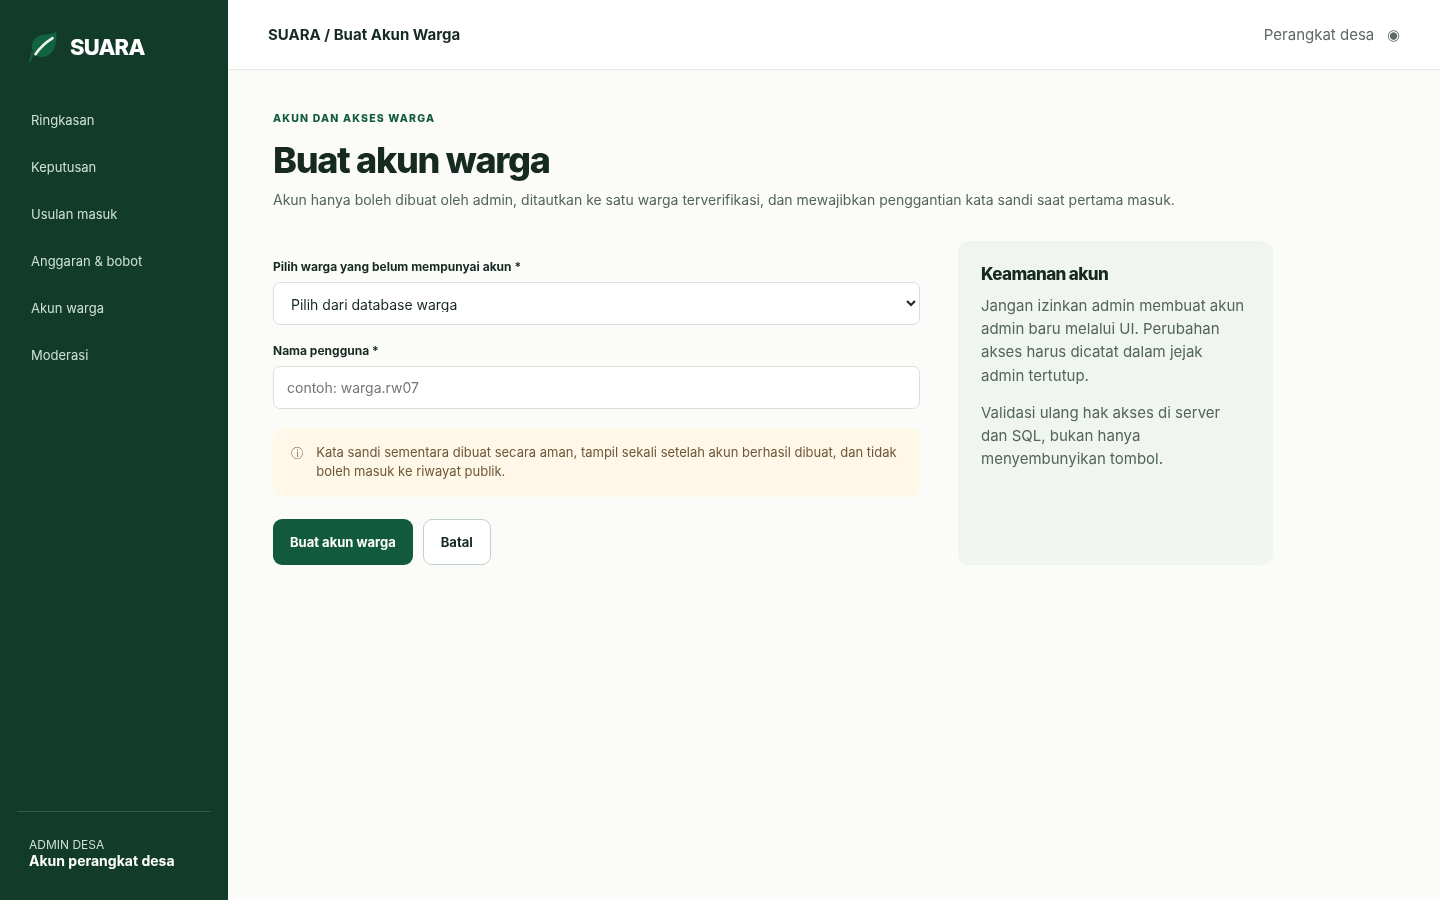 SUARA
Ringkasan
Keputusan
Usulan masuk
Anggaran & bobot
Akun warga
Moderasi
ADMIN DESA
Akun perangkat desa
SUARA / Buat Akun Warga
Perangkat desa
AKUN DAN AKSES WARGA
Buat akun warga
Akun hanya boleh dibuat oleh admin, ditautkan ke satu warga terverifikasi, dan mewajibkan penggantian kata sandi saat pertama masuk.
Pilih warga yang belum mempunyai akun *
Pilih dari database warga
Nama pengguna *
contoh: warga.rw07
Kata sandi sementara dibuat secara aman, tampil sekali setelah akun berhasil dibuat, dan tidak
boleh masuk ke riwayat publik.
Buat akun warga
Batal
Keamanan akun
Jangan izinkan admin membuat akun
admin baru melalui UI. Perubahan
akses harus dicatat dalam jejak
admin tertutup.
Validasi ulang hak akses di server
dan SQL, bukan hanya
menyembunyikan tombol.